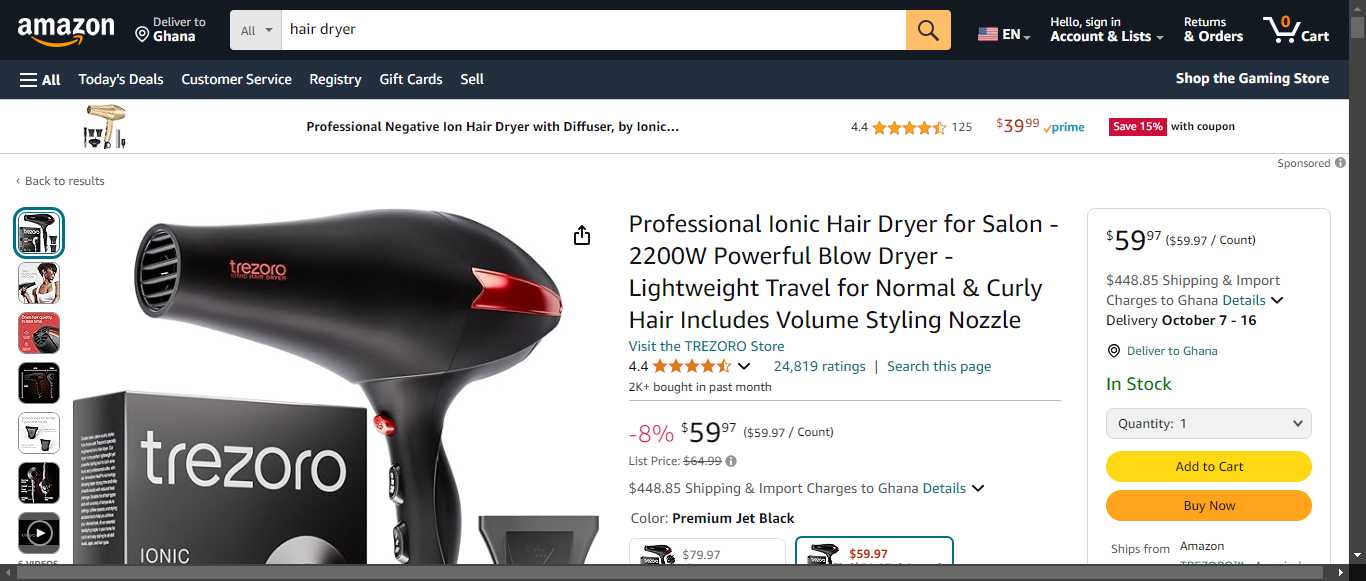 amazon
Deliver to
Ghana
All
hair dryer
EN
Hello, sign in
Account & Lists
Returns
& Orders
0
Cart
All
Today's Deals
Customer Service
Registry
Gift Cards
Sell
Shop the Gaming Store
Professional Negative Ion Hair Dryer with Diffuser, by Ionic...
4.4
125
$39.99
prime
Save 15% with coupon
Sponsored
‹ Back to results
trezoro
IONIC HAIR DRYER
trezoro
IONIC
Professional Ionic Hair Dryer for Salon -
2200W Powerful Blow Dryer -
Lightweight Travel for Normal & Curly
Hair Includes Volume Styling Nozzle
Visit the TREZORO Store
4.4
24,819 ratings | Search this page
2K+ bought in past month
-8% $59.97 ($59.97 / Count)
List Price: $64.99
$448.85 Shipping & Import Charges to Ghana Details
Color: Premium Jet Black
$79.97
$59.97
$59.97 ($59.97 / Count)
$448.85 Shipping & Import
Charges to Ghana Details
Delivery October 7 - 16
Deliver to Ghana
In Stock
Quantity: 1
Add to Cart
Buy Now
Ships from
Amazon